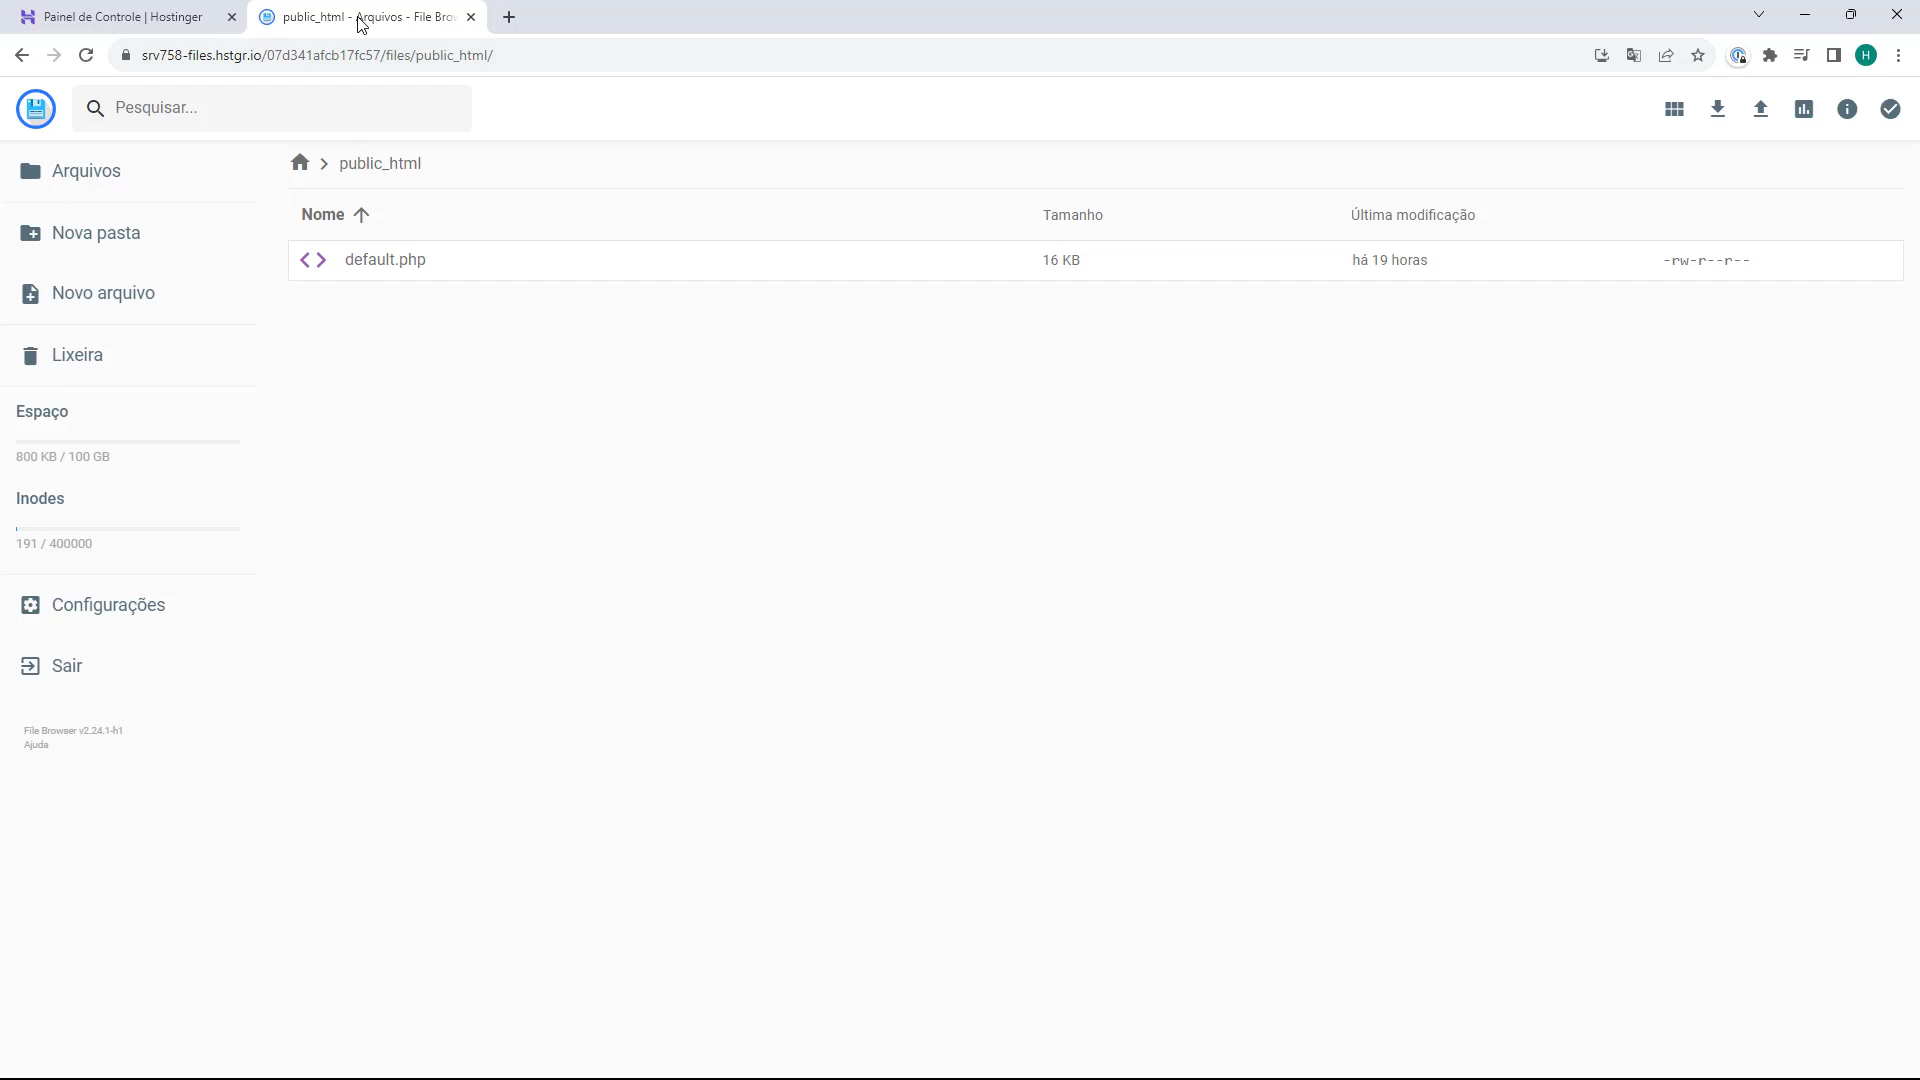 Painel de Controle | Hostinger
public_html - Arquivos - File Brow
srv758-files.hstgr.io/07d341afcb17fc57/files/public_html/
H
Pesquisar...
Arquivos
Nova pasta
Novo arquivo
Lixeira
Espaço
800 KB / 100 GB
Inodes
191 / 400000
Configurações
Sair
File Browser v2.24.1-h1
Ajuda
public_html
Nome
Tamanho
Última modificação
default.php
16 KB
há 19 horas
-rw-r--r--